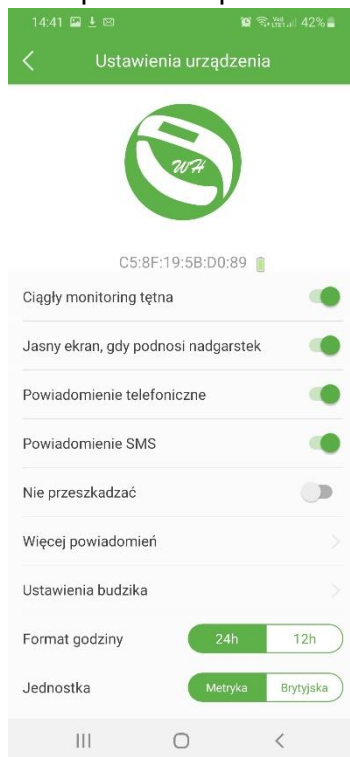 14:41 42%
Ustawienia urządzenia
WH
C5:8F:19:5B:D0:89
Ciągły monitoring tętna
Jasny ekran, gdy podnosi nadgarstek
Powiadomienie telefoniczne
Powiadomienie SMS
Nie przeszkadzać
Więcej powiadomień
Ustawienia budzika
Format godziny 24h 12h
Jednostka Metryka Brytyjska